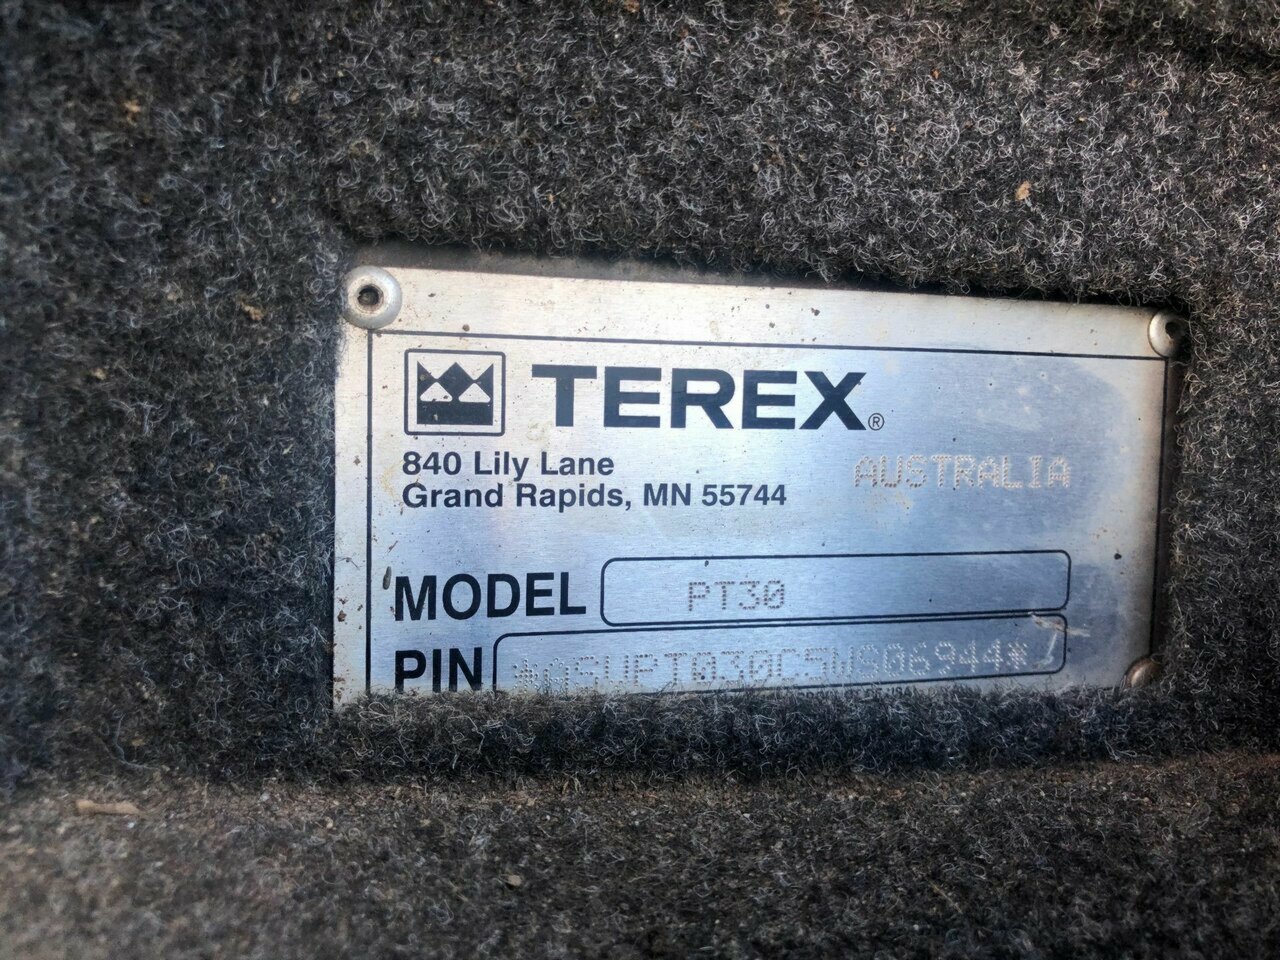 TEREX®
840 Lily Lane
Grand Rapids, MN 55744
AUSTRALIA
MODEL PT30
PIN